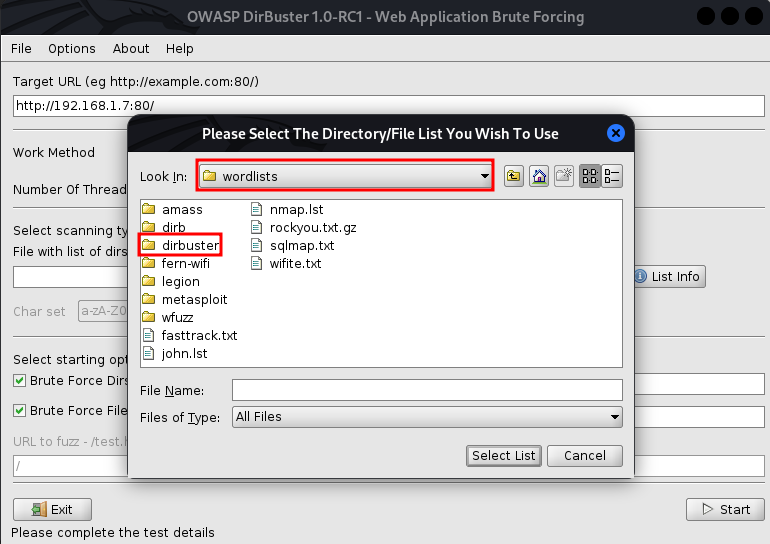 OWASP DirBuster 1.0-RC1 - Web Application Brute Forcing
File Options About Help
Target URL (eg http://example.com:80/)
http://192.168.1.7:80/
Please Select The Directory/File List You Wish To Use
Work Method
Look In: wordlists
Number Of Thread
amass nmap.lst
Select scanning ty
dirb rockyou.txt.gz
File with list of dirs
dirbuster sqlmap.txt
fern-wifi wifite.txt
List Info
legion
metasploit
Char set a-zA-Z0
wfuzz
fasttrack.txt
john.lst
Select starting opt
Brute Force Dirs
File Name:
Brute Force File
Files of Type: All Files
URL to fuzz - /test.h
/
Select List Cancel
Exit Start
Please complete the test details